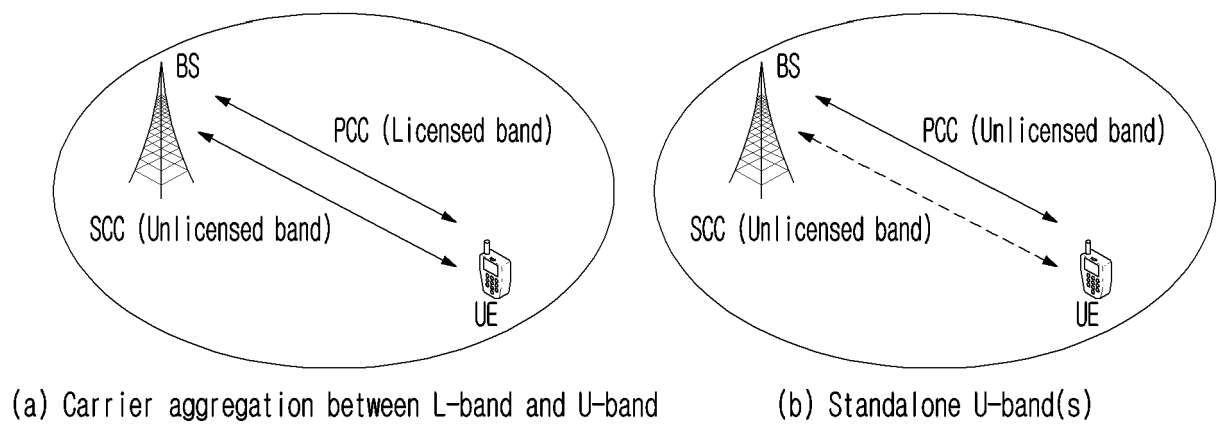 BS
PCC (Licensed band)
SCC (Unlicensed band)
UE
(a) Carrier aggregation between L-band and U-band
BS
PCC (Unlicensed band)
SCC (Unlicensed band)
UE
(b) Standalone U-band(s)